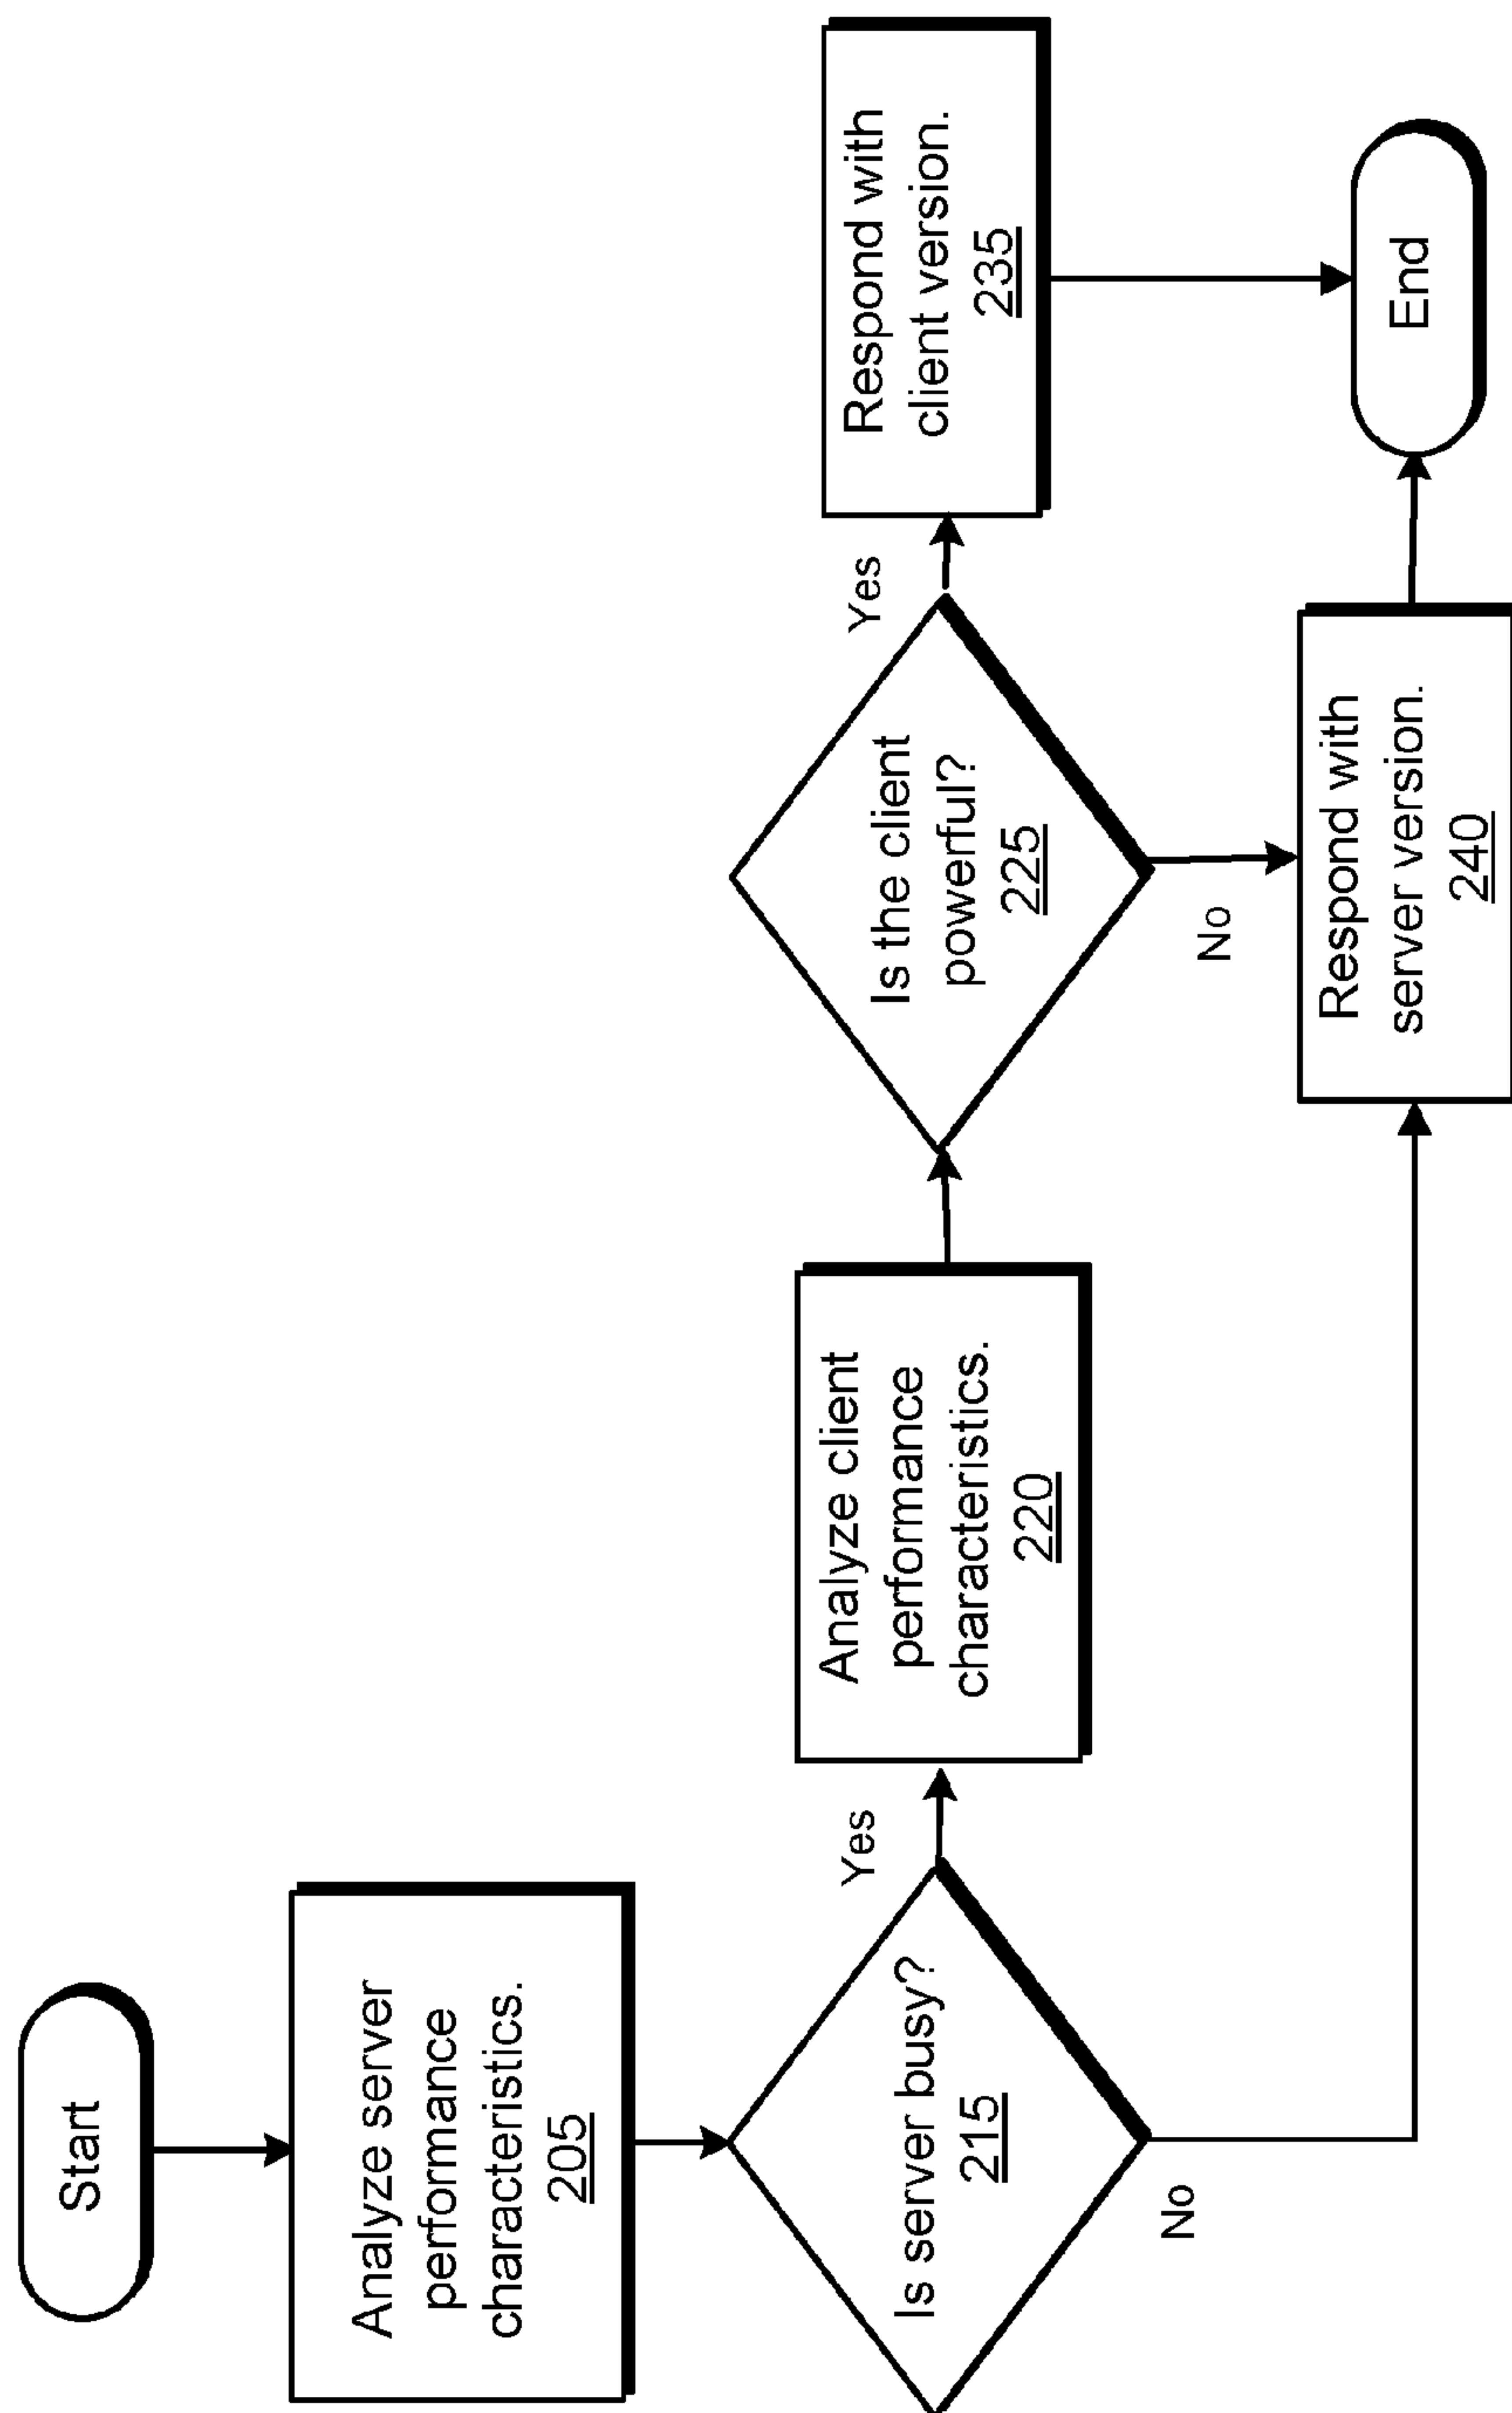 Start
Analyze server
performance
characteristics.
205
Is server busy?
215
Yes
No
Analyze client
performance
characteristics.
220
Is the client
powerful?
225
Yes
No
Respond with
client version.
235
Respond with
server version.
240
End